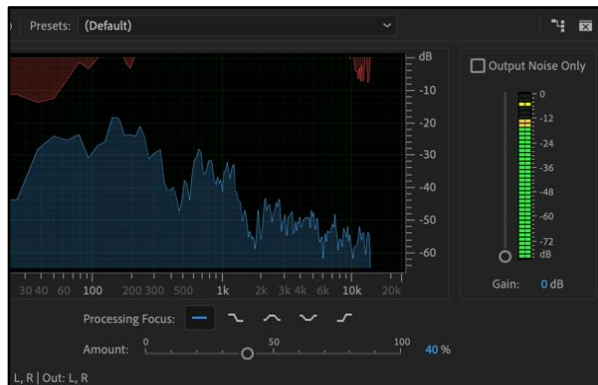 Presets: (Default)
dB
-10
-20
-30
-40
-50
-60
30 40 60 100 200 300 500 1k 2k 3k 4k 6k 10k 20k
Output Noise Only
0
-12
-24
-36
-48
-60
-72
dB
Gain: 0 dB
Processing Focus:
0 50 100
Amount: 40 %
L, R | Out: L, R